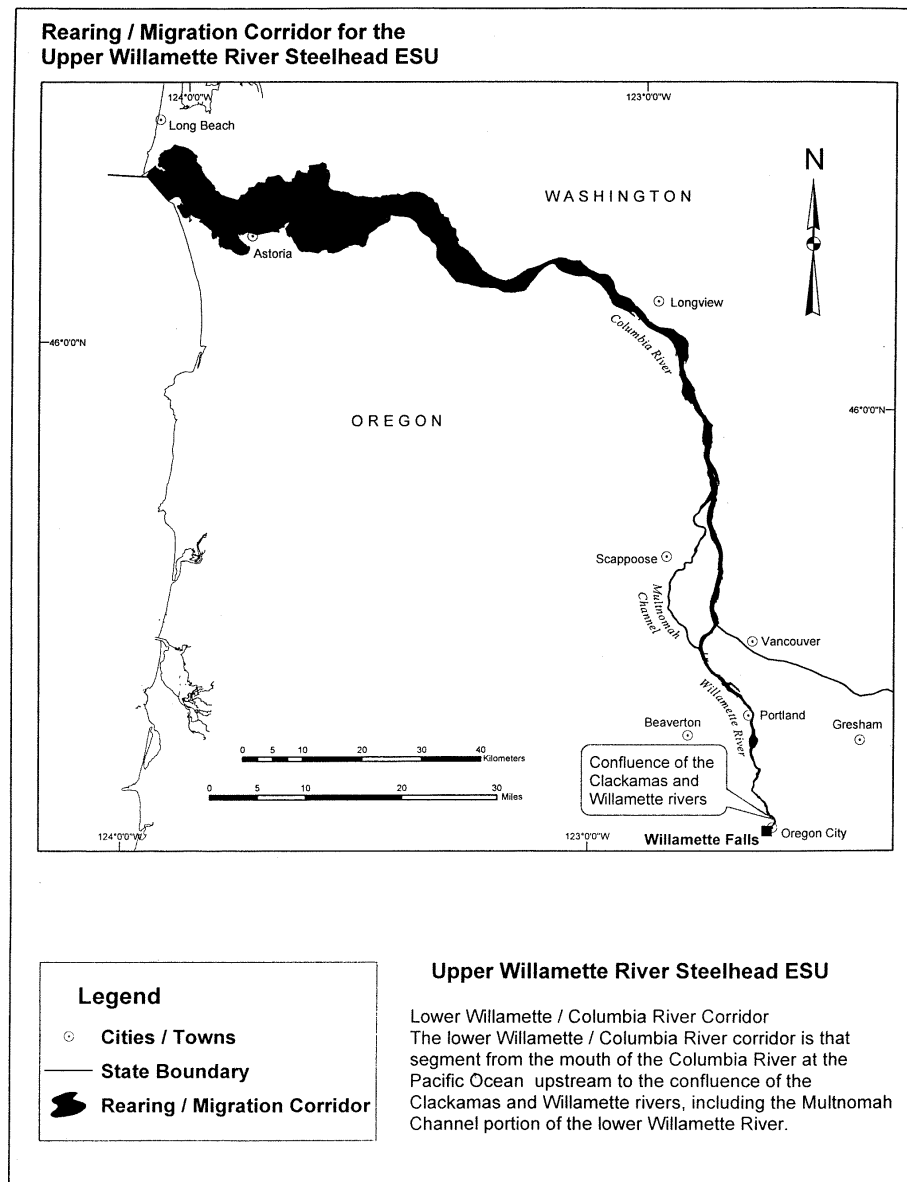 Rearing / Migration Corridor for the
Upper Willamette River Steelhead ESU
124°0'0"W
123°0'0"W
Long Beach
N
WASHINGTON
Astoria
Longview
Columbia River
46°0'0"N
46°0'0"N
OREGON
Scappoose
Multnomah
Channel
Vancouver
Willamette River
Portland
Beaverton
Gresham
0 5 10 20 30 40
Kilometers
0 5 10 20 30
Miles
Confluence of the
Clackamas and
Willamette rivers
Oregon City
Willamette Falls
124°0'0"W
123°0'0"W
Legend
Cities / Towns
State Boundary
Rearing / Migration Corridor
Upper Willamette River Steelhead ESU
Lower Willamette / Columbia River Corridor
The lower Willamette / Columbia River corridor is that
segment from the mouth of the Columbia River at the
Pacific Ocean upstream to the confluence of the
Clackamas and Willamette rivers, including the Multnomah
Channel portion of the lower Willamette River.